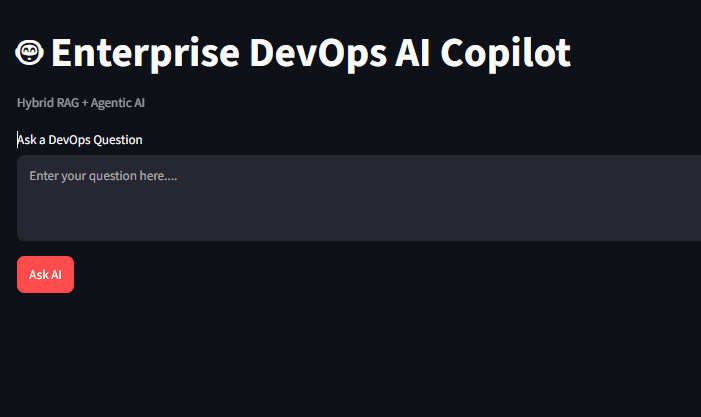 Enterprise DevOps AI Copilot
Hybrid RAG + Agentic AI
Ask a DevOps Question
Enter your question here....
Ask AI